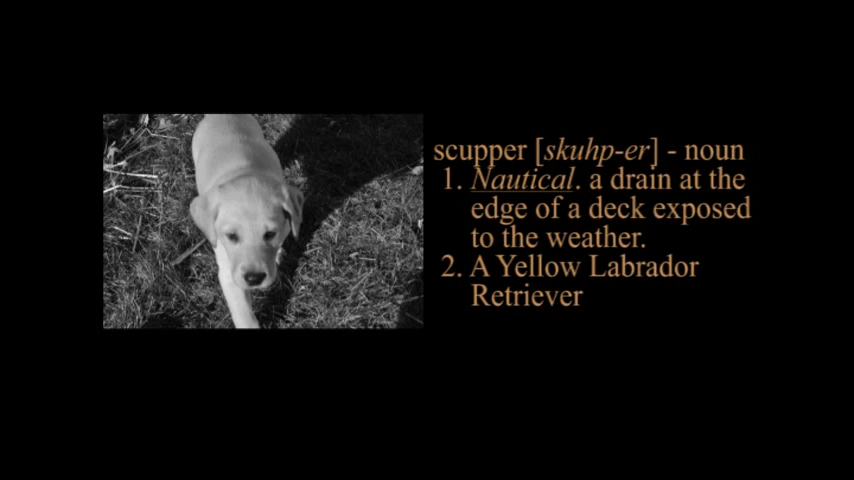 scupper [skuhp-er] - noun
1. Nautical. a drain at the
edge of a deck exposed
to the weather.
2. A Yellow Labrador
Retriever